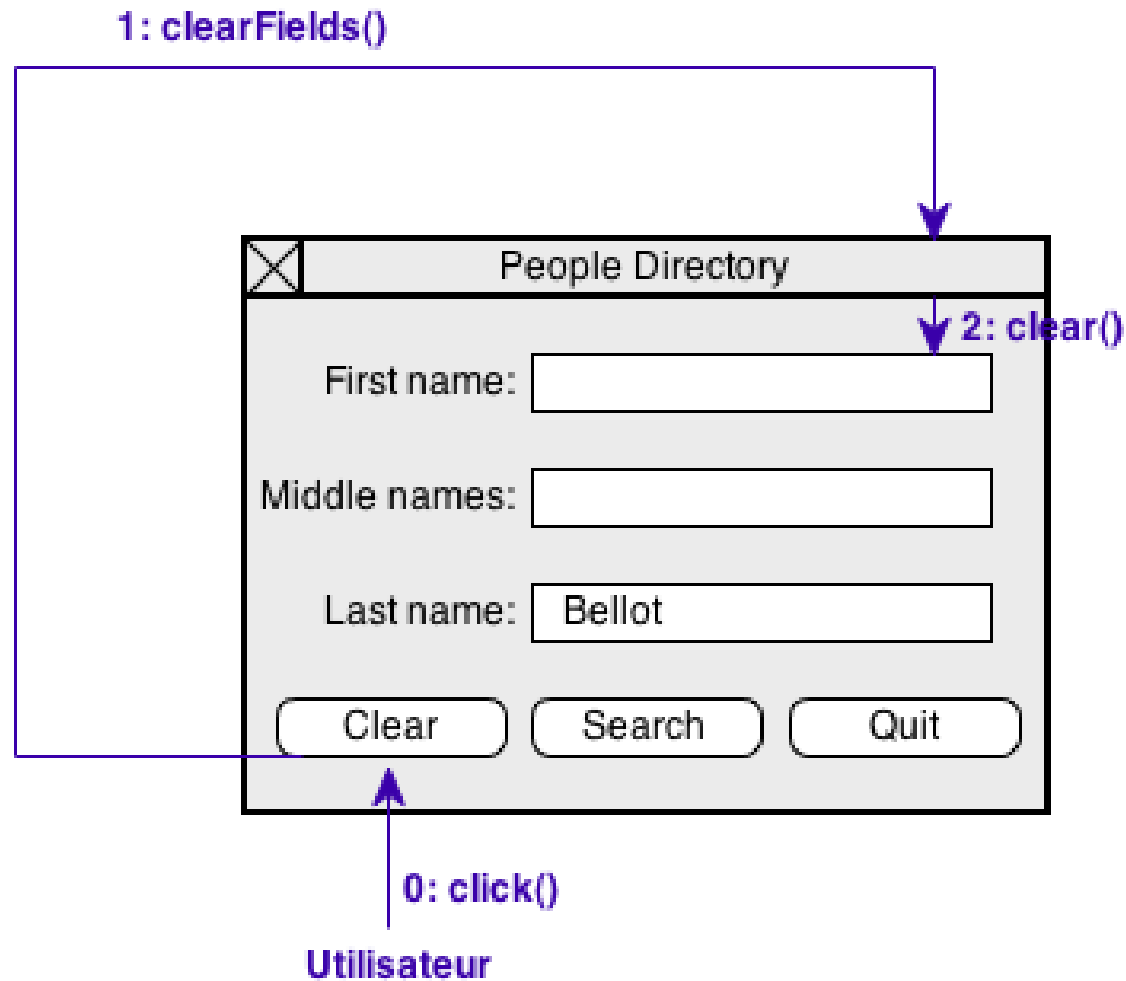 1: clearFields()
People Directory
2: clear()
First name:
Middle names:
Last name: Bellot
Clear Search Quit
0: click()
Utilisateur